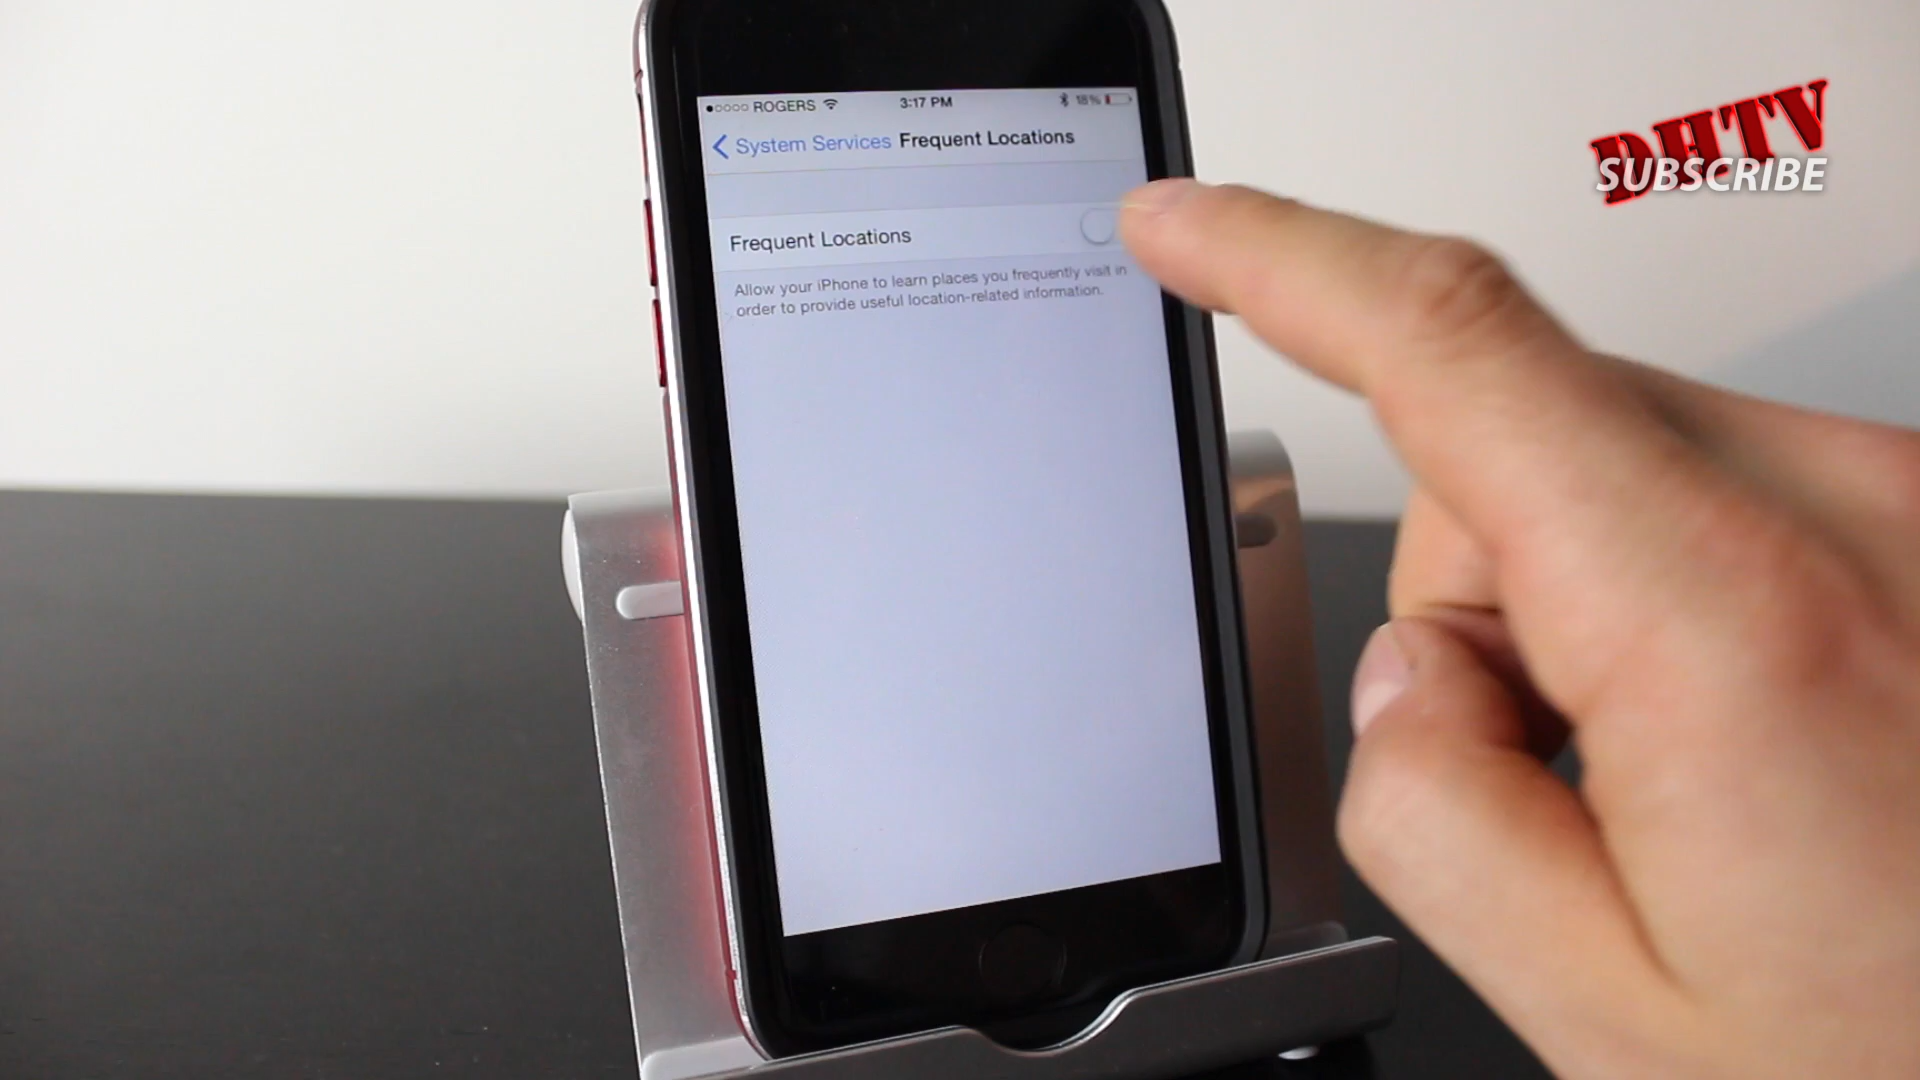 ROGERS 3:17 PM 18%
System Services Frequent Locations
Frequent Locations
Allow your iPhone to learn places you frequently visit in
order to provide useful location-related information.
DHTV
SUBSCRIBE